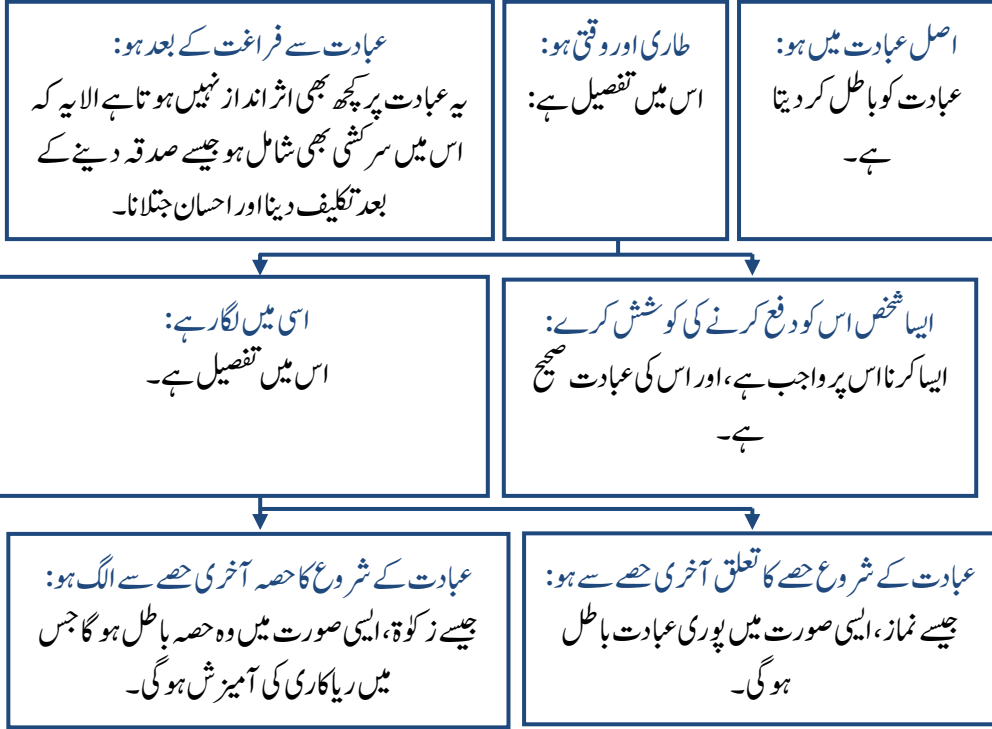 اصل عبادت میں ہو:
عبادت کو باطل کر دیتا
ہے۔
طاری اور وقتی ہو:
اس میں تفصیل ہے:
عبادت سے فراغت کے بعد ہو:
یہ عبادت پر کچھ بھی اثر انداز نہیں ہوتا ہے الا یہ کہ
اس میں سرکشی بھی شامل ہو جیسے صدقہ دینے کے
بعد تکلیف دینا اور احسان جتلانا۔
ایسا شخص اس کو دفع کرنے کی کوشش کرے:
ایسا کرنا اس پر واجب ہے، اور اس کی عبادت صحیح
ہے۔
اسی میں لگا رہے:
اس میں تفصیل ہے۔
عبادت کے شروع حصے کا تعلق آخری حصے سے ہو:
جیسے نماز، ایسی صورت میں پوری عبادت باطل
ہو گی۔
عبادت کے شروع کا حصہ آخری حصے سے الگ ہو:
جیسے زکوٰۃ، ایسی صورت میں وہ حصہ باطل ہو گا جس
میں ریاکاری کی آمیزش ہو گی۔